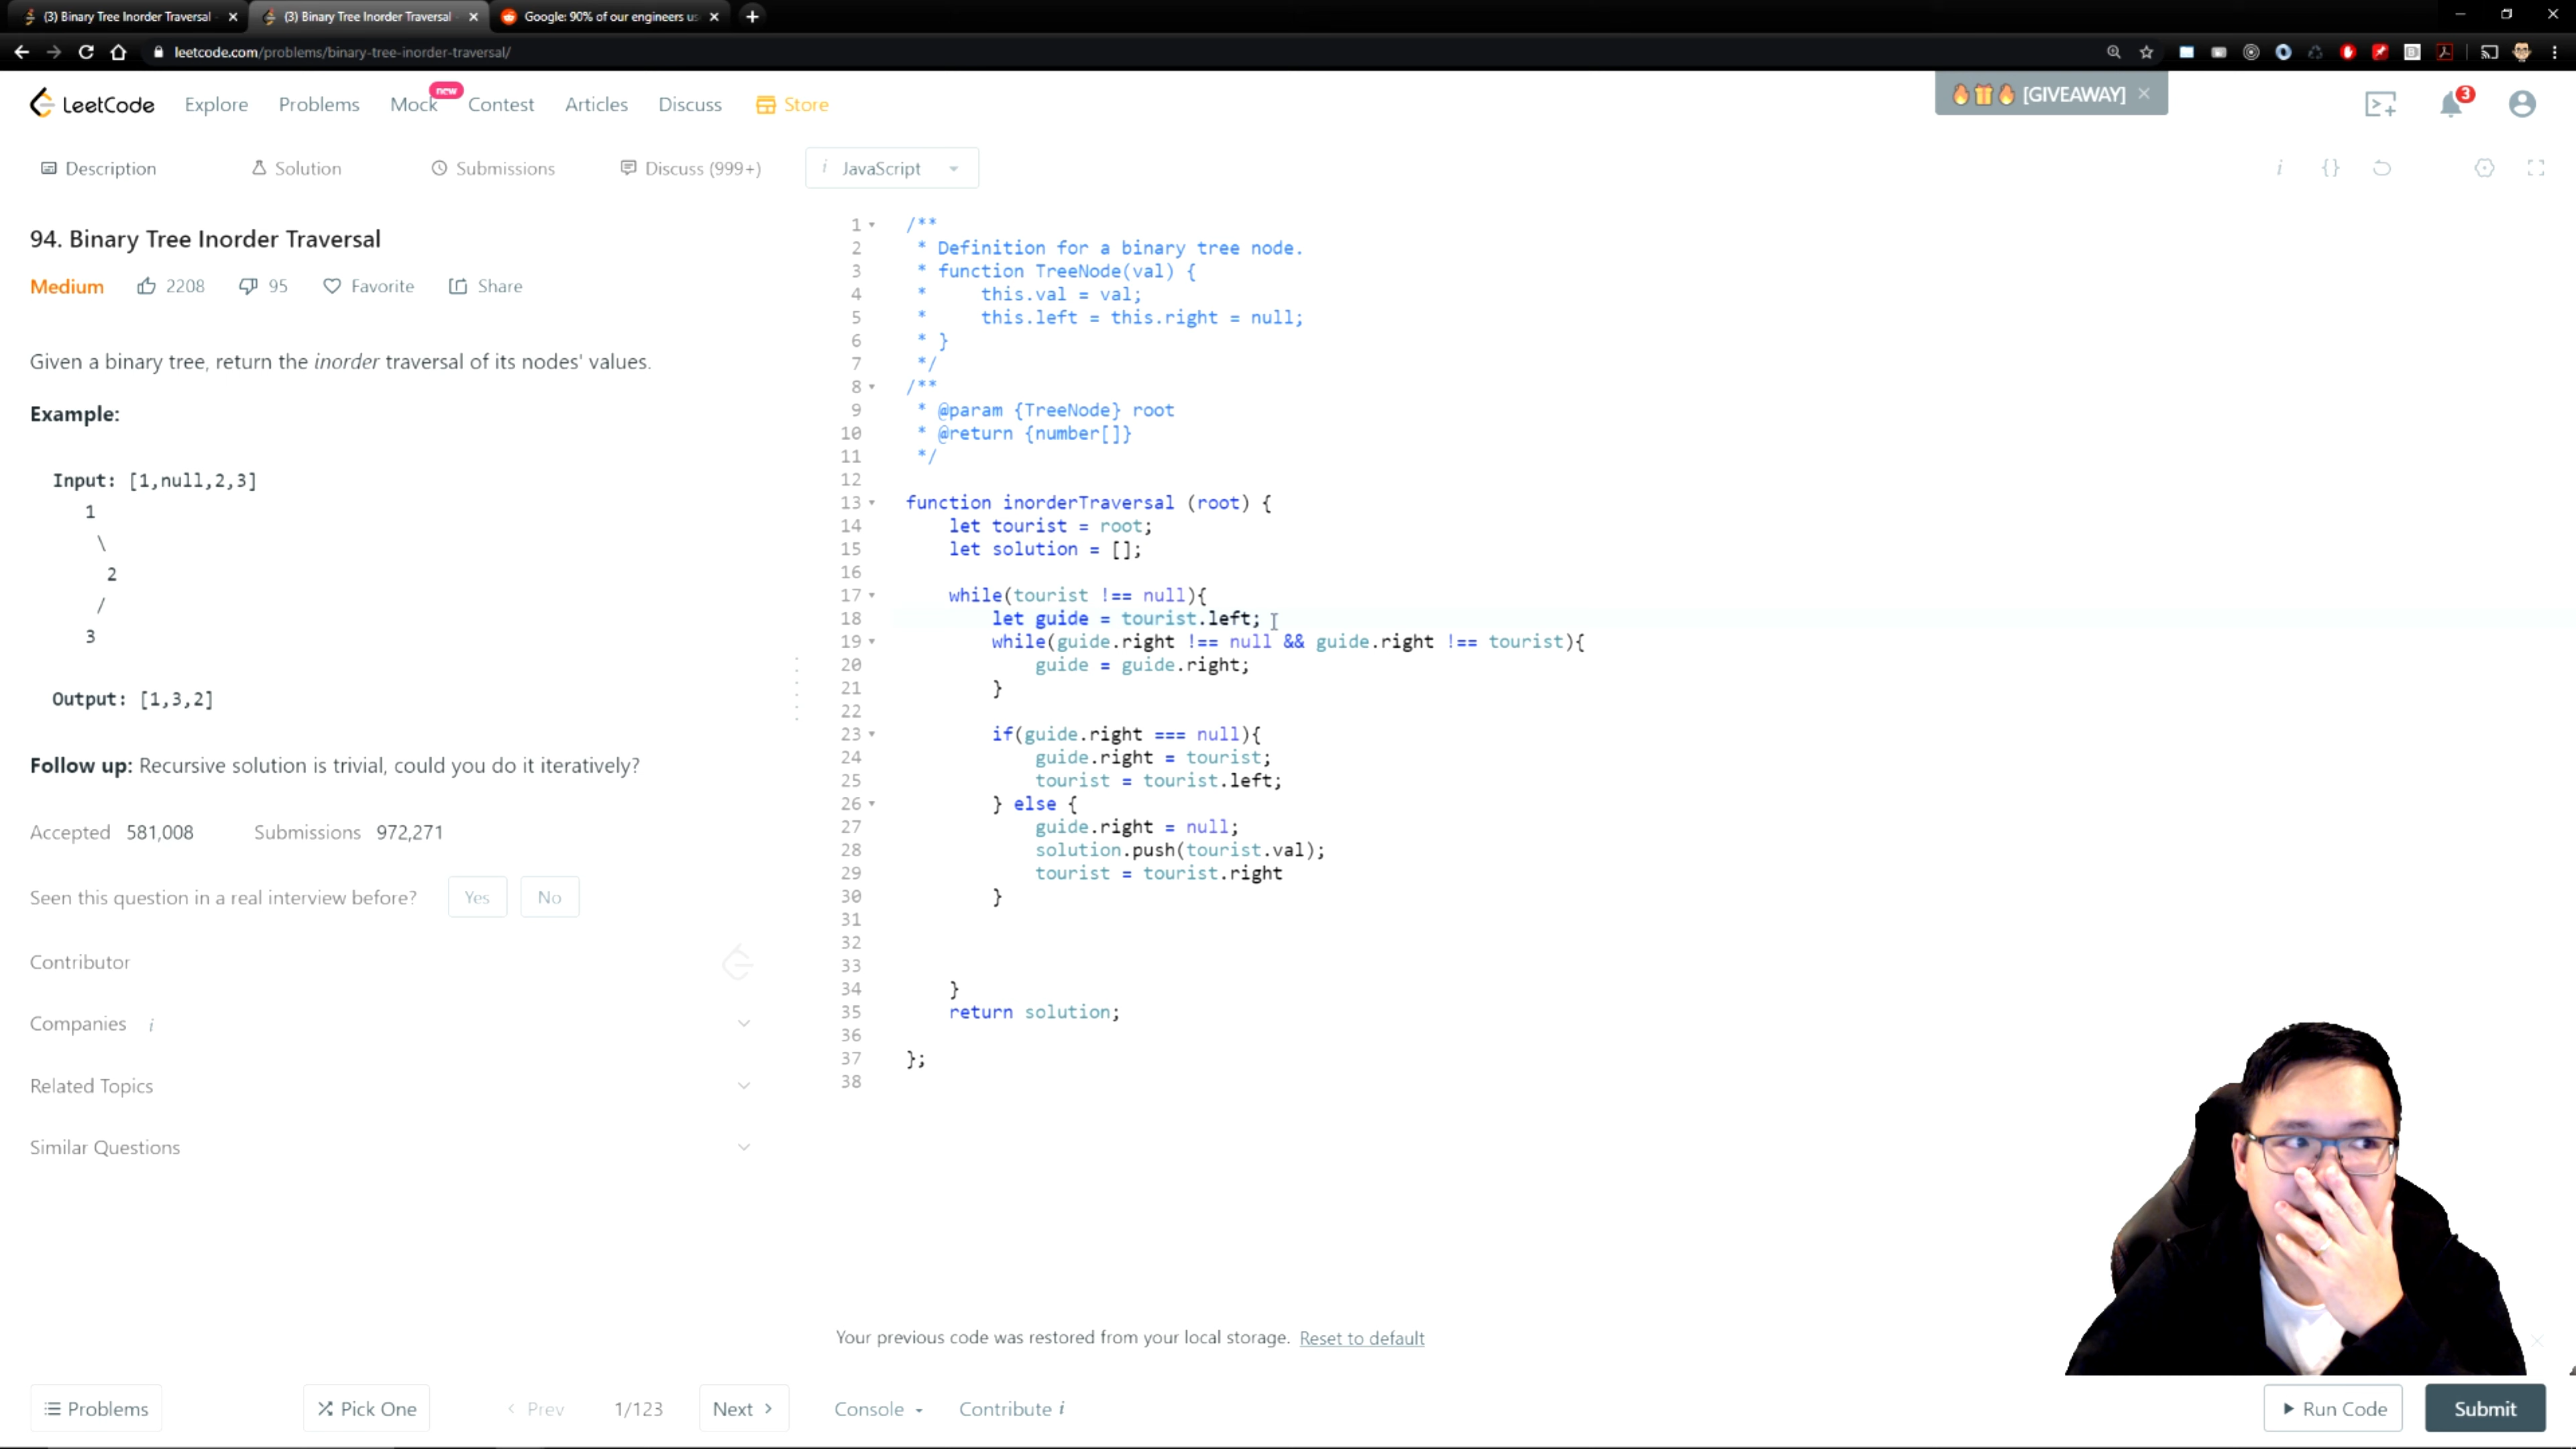 (3) Binary Tree Inorder Traversal
(3) Binary Tree Inorder Traversal
Google: 90% of our engineers us
leetcode.com/problems/binary-tree-inorder-traversal/
LeetCode Explore Problems Mock new Contest Articles Discuss Store [GIVEAWAY] 3
Description Solution Submissions Discuss (999+) i JavaScript i {}
94. Binary Tree Inorder Traversal
Medium 2208 95 Favorite Share
Given a binary tree, return the inorder traversal of its nodes' values.
Example:
Input: [1,null,2,3]
1
\
2
/
3
Output: [1,3,2]
Follow up: Recursive solution is trivial, could you do it iteratively?
Accepted 581,008 Submissions 972,271
Seen this question in a real interview before? Yes No
Contributor
Companies i
Related Topics
Similar Questions
1 /**
2 * Definition for a binary tree node.
3 * function TreeNode(val) {
4 *     this.val = val;
5 *     this.left = this.right = null;
6 * }
7 */
8 /**
9 * @param {TreeNode} root
10 * @return {number[]}
11 */
12
13 function inorderTraversal (root) {
14     let tourist = root;
15     let solution = [];
16
17     while(tourist !== null){
18         let guide = tourist.left;
19         while(guide.right !== null && guide.right !== tourist){
20             guide = guide.right;
21         }
22
23         if(guide.right === null){
24             guide.right = tourist;
25             tourist = tourist.left;
26         } else {
27             guide.right = null;
28             solution.push(tourist.val);
29             tourist = tourist.right
30         }
31
32
33
34     }
35     return solution;
36
37 };
38
Your previous code was restored from your local storage. Reset to default
Problems Pick One < Prev 1/123 Next > Console Contribute i Run Code Submit